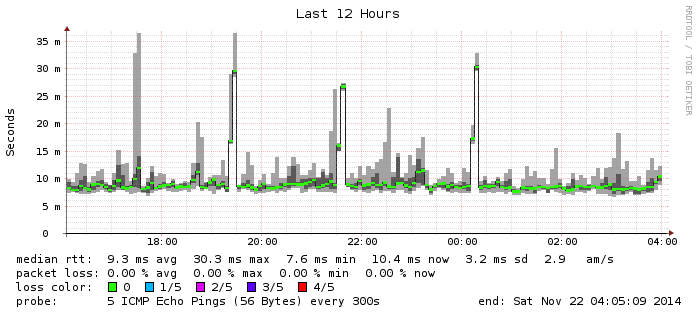 Last 12 Hours
RRDTOOL / TOBI OETIKER
Seconds
35 m
30 m
25 m
20 m
15 m
10 m
5 m
0
18:00 20:00 22:00 00:00 02:00 04:00
median rtt: 9.3 ms avg 30.3 ms max 7.6 ms min 10.4 ms now 3.2 ms sd 2.9 am/s
packet loss: 0.00 % avg 0.00 % max 0.00 % min 0.00 % now
loss color: 0 1/5 2/5 3/5 4/5
probe: 5 ICMP Echo Pings (56 Bytes) every 300s end: Sat Nov 22 04:05:09 2014